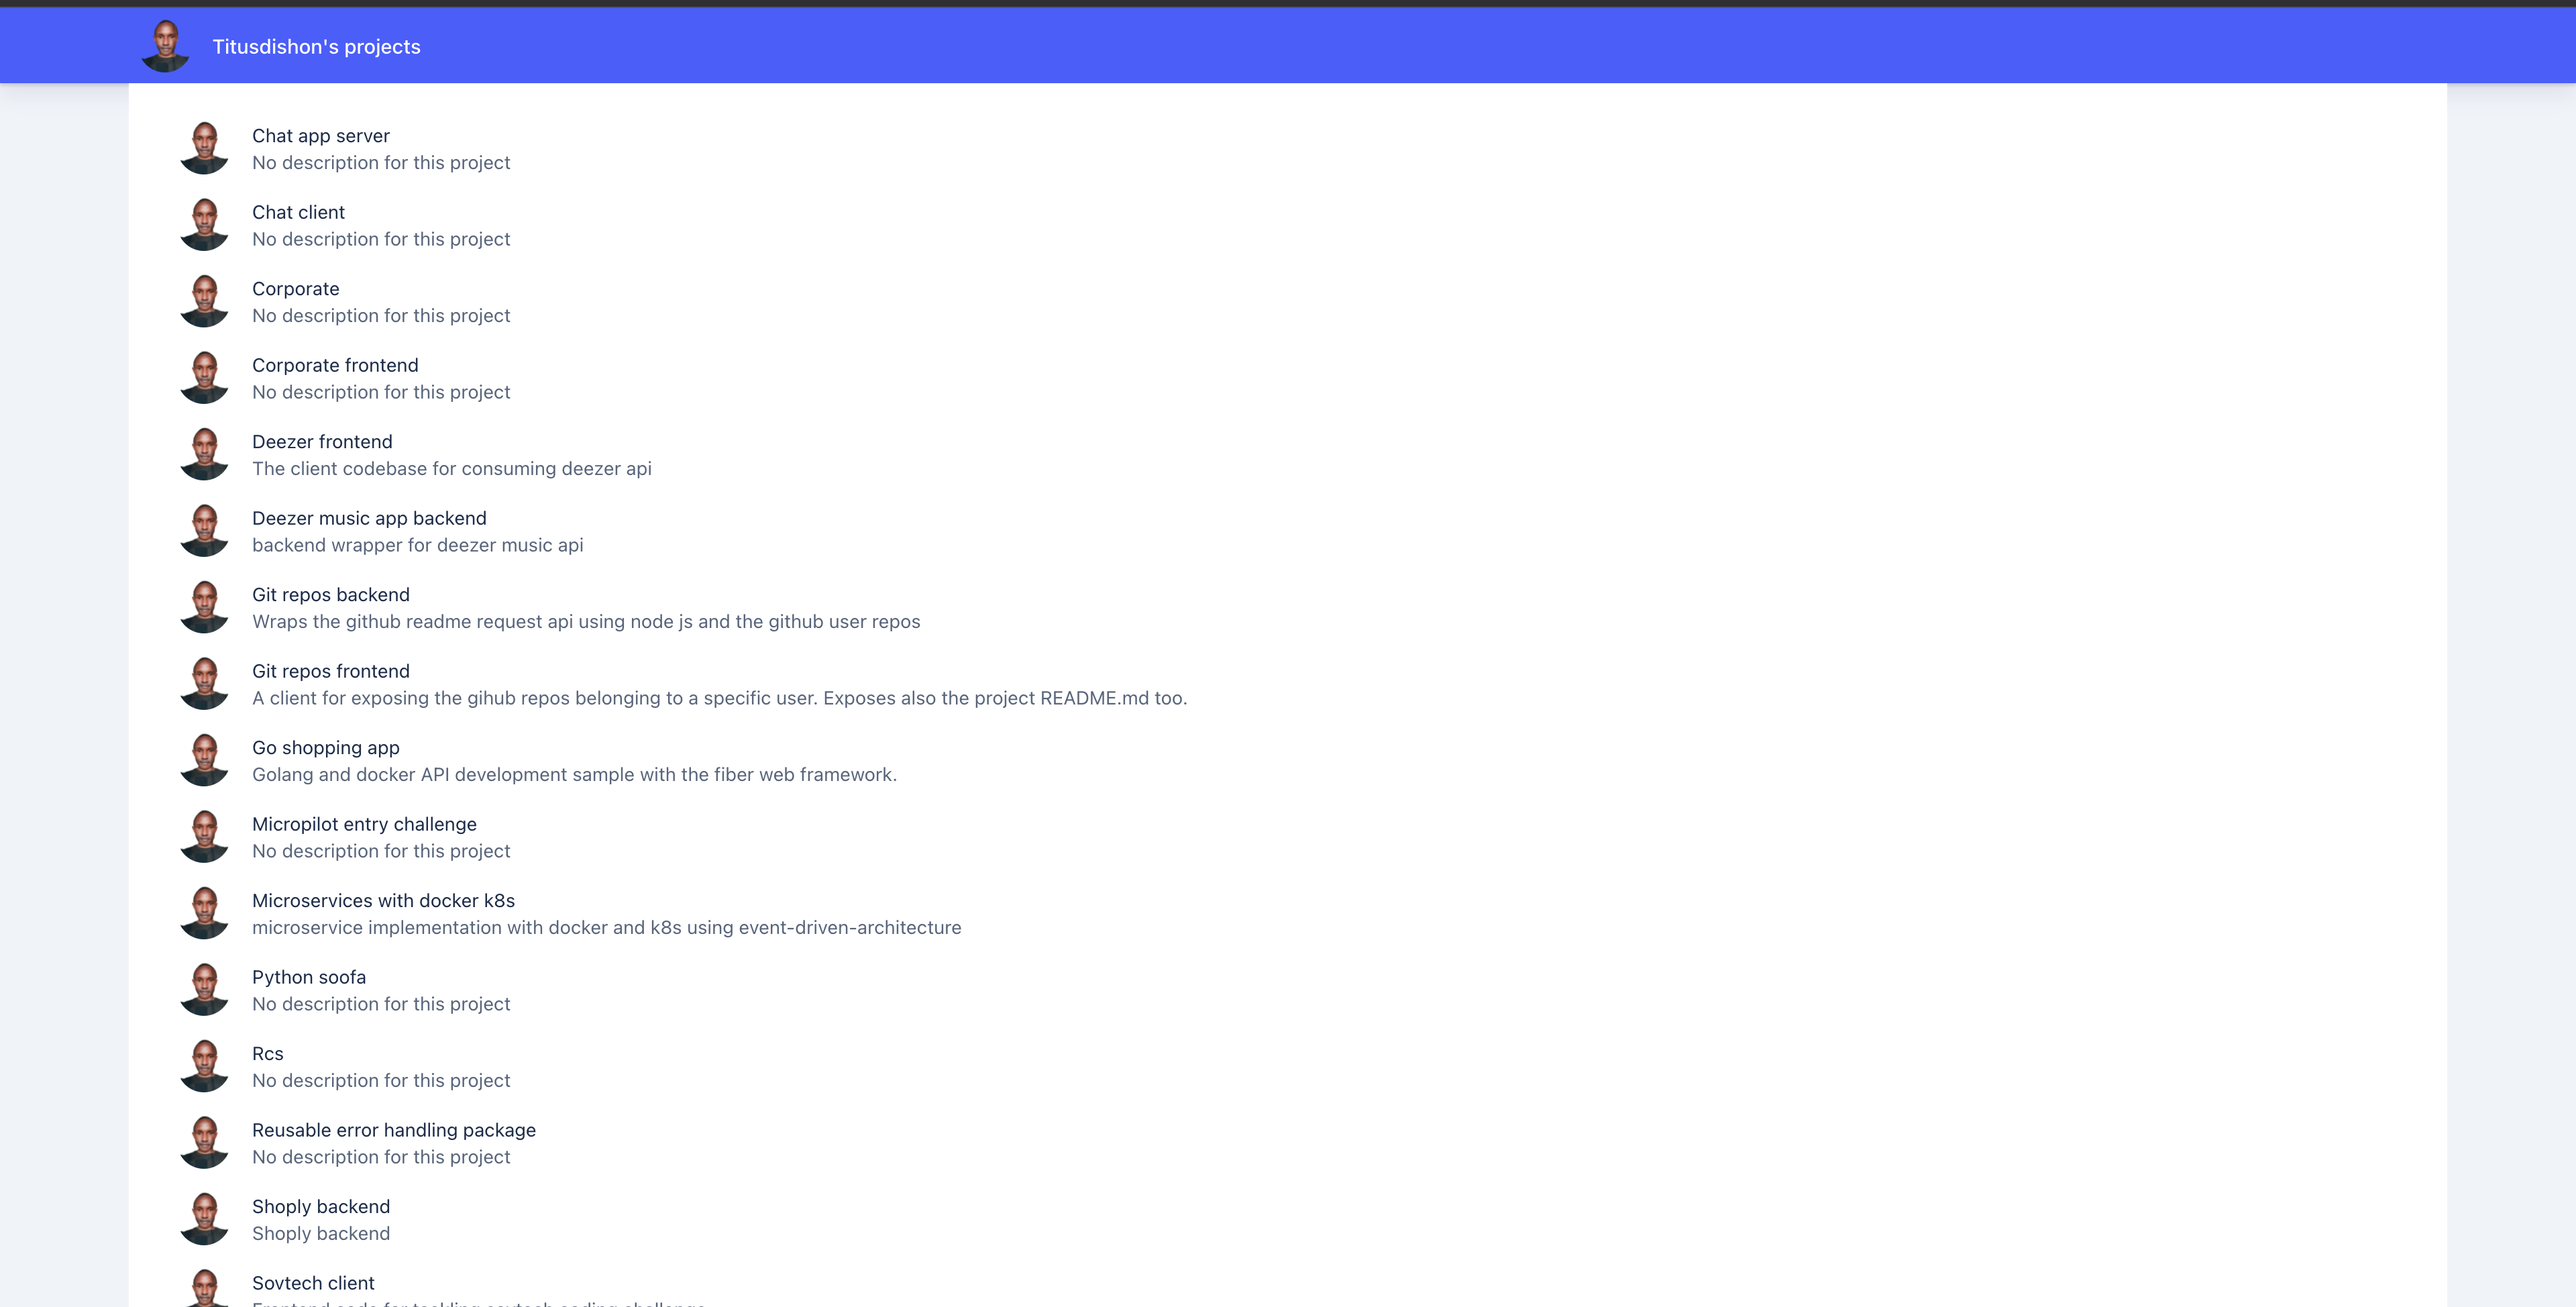 Titusdishon's projects
Chat app server
No description for this project
Chat client
No description for this project
Corporate
No description for this project
Corporate frontend
No description for this project
Deezer frontend
The client codebase for consuming deezer api
Deezer music app backend
backend wrapper for deezer music api
Git repos backend
Wraps the github readme request api using node js and the github user repos
Git repos frontend
A client for exposing the gihub repos belonging to a specific user. Exposes also the project README.md too.
Go shopping app
Golang and docker API development sample with the fiber web framework.
Micropilot entry challenge
No description for this project
Microservices with docker k8s
microservice implementation with docker and k8s using event-driven-architecture
Python soofa
No description for this project
Rcs
No description for this project
Reusable error handling package
No description for this project
Shoply backend
Shoply backend
Sovtech client
Frontend code for tackling sovtech coding challenge